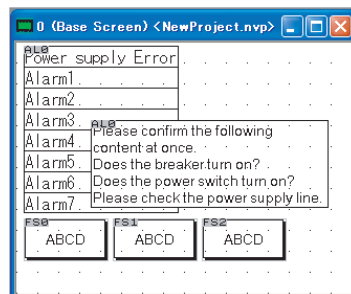 0 (Base Screen) <NewProject.nvp>
AL0
Power supply Error
Alarm1
Alarm2
Alarm3
Alarm4
Alarm5
Alarm6
Alarm7
AL0
Please confirm the following
content at once.
Does the breaker turn on?
Does the power switch turn on?
Please check the power supply line.
FS0 FS1 FS2
ABCD ABCD ABCD